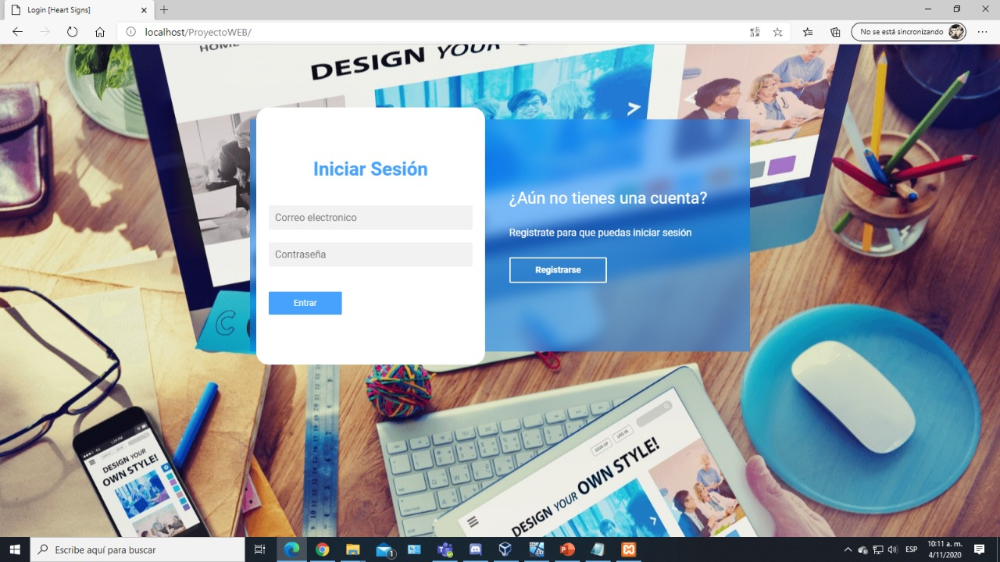 Login [Heart Signs]
localhost/ProyectoWEB/
No se está sincronizando
HOME
DESIGN YOUR
Iniciar Sesión
Correo electronico
Contraseña
Entrar
¿Aún no tienes una cuenta?
Registrate para que puedas iniciar sesión
Registrarse
C
DESIGN YOUR
OWN STYLE!
SIGN UP
LOG IN
DESIGN YOUR OWN STYLE!
Escribe aquí para buscar
1
ESP
10:11 a. m.
4/11/2020